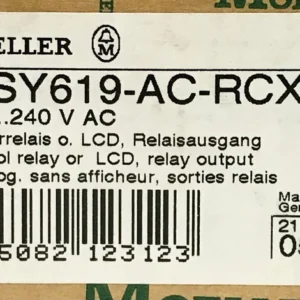 ELLER M
SY619-AC-RCX
..240 V AC
rrelais o. LCD, Relaisausgang
ol relay or LCD, relay output
og. sans afficheur, sorties relais
Ma
Ge
21
5082 123123
0